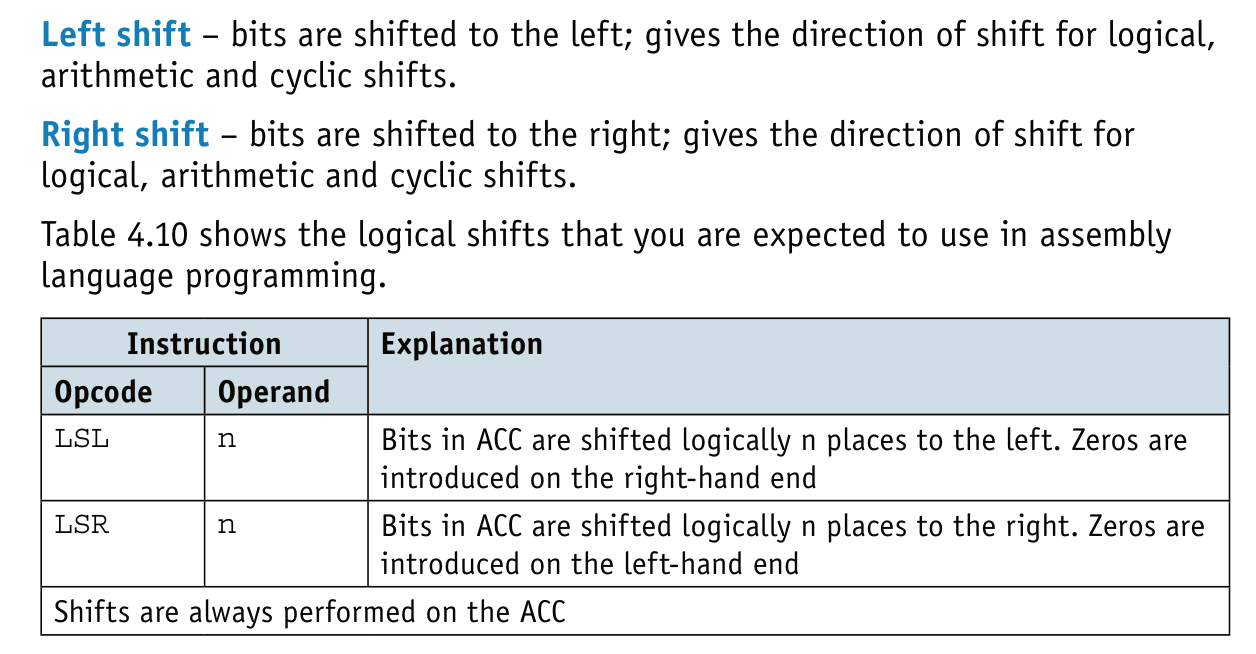 Left shift – bits are shifted to the left; gives the direction of shift for logical,
arithmetic and cyclic shifts.
Right shift – bits are shifted to the right; gives the direction of shift for
logical, arithmetic and cyclic shifts.
Table 4.10 shows the logical shifts that you are expected to use in assembly
language programming.
Instruction Explanation
Opcode Operand
LSL n Bits in ACC are shifted logically n places to the left. Zeros are
introduced on the right-hand end
LSR n Bits in ACC are shifted logically n places to the right. Zeros are
introduced on the left-hand end
Shifts are always performed on the ACC